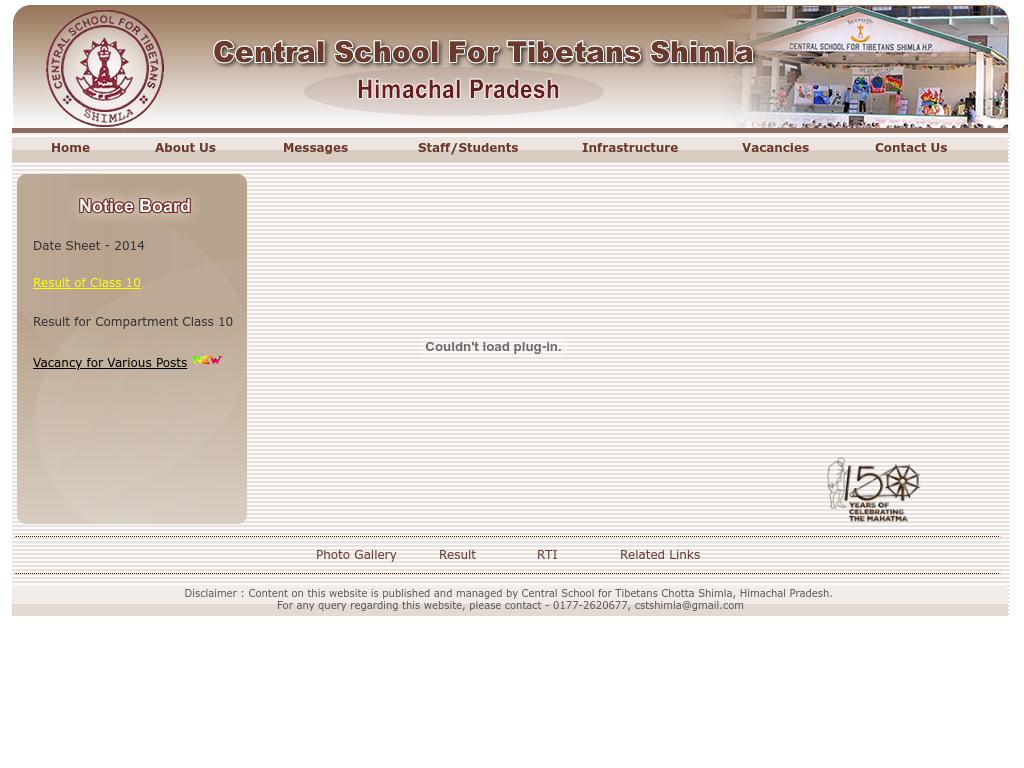 CENTRAL SCHOOL FOR TIBETANS
SHIMLA
Central School For Tibetans Shimla
Himachal Pradesh
CENTRAL SCHOOL FOR TIBETANS SHIMLA H.P.
Home About Us Messages Staff/Students Infrastructure Vacancies Contact Us
Notice Board
Date Sheet - 2014
Result of Class 10
Result for Compartment Class 10
Vacancy for Various Posts NEW
Couldn't load plug-in.
150
YEARS OF
CELEBRATING
THE MAHATMA
Photo Gallery Result RTI Related Links
Disclaimer : Content on this website is published and managed by Central School for Tibetans Chotta Shimla, Himachal Pradesh.
For any query regarding this website, please contact - 0177-2620677, cstshimla@gmail.com